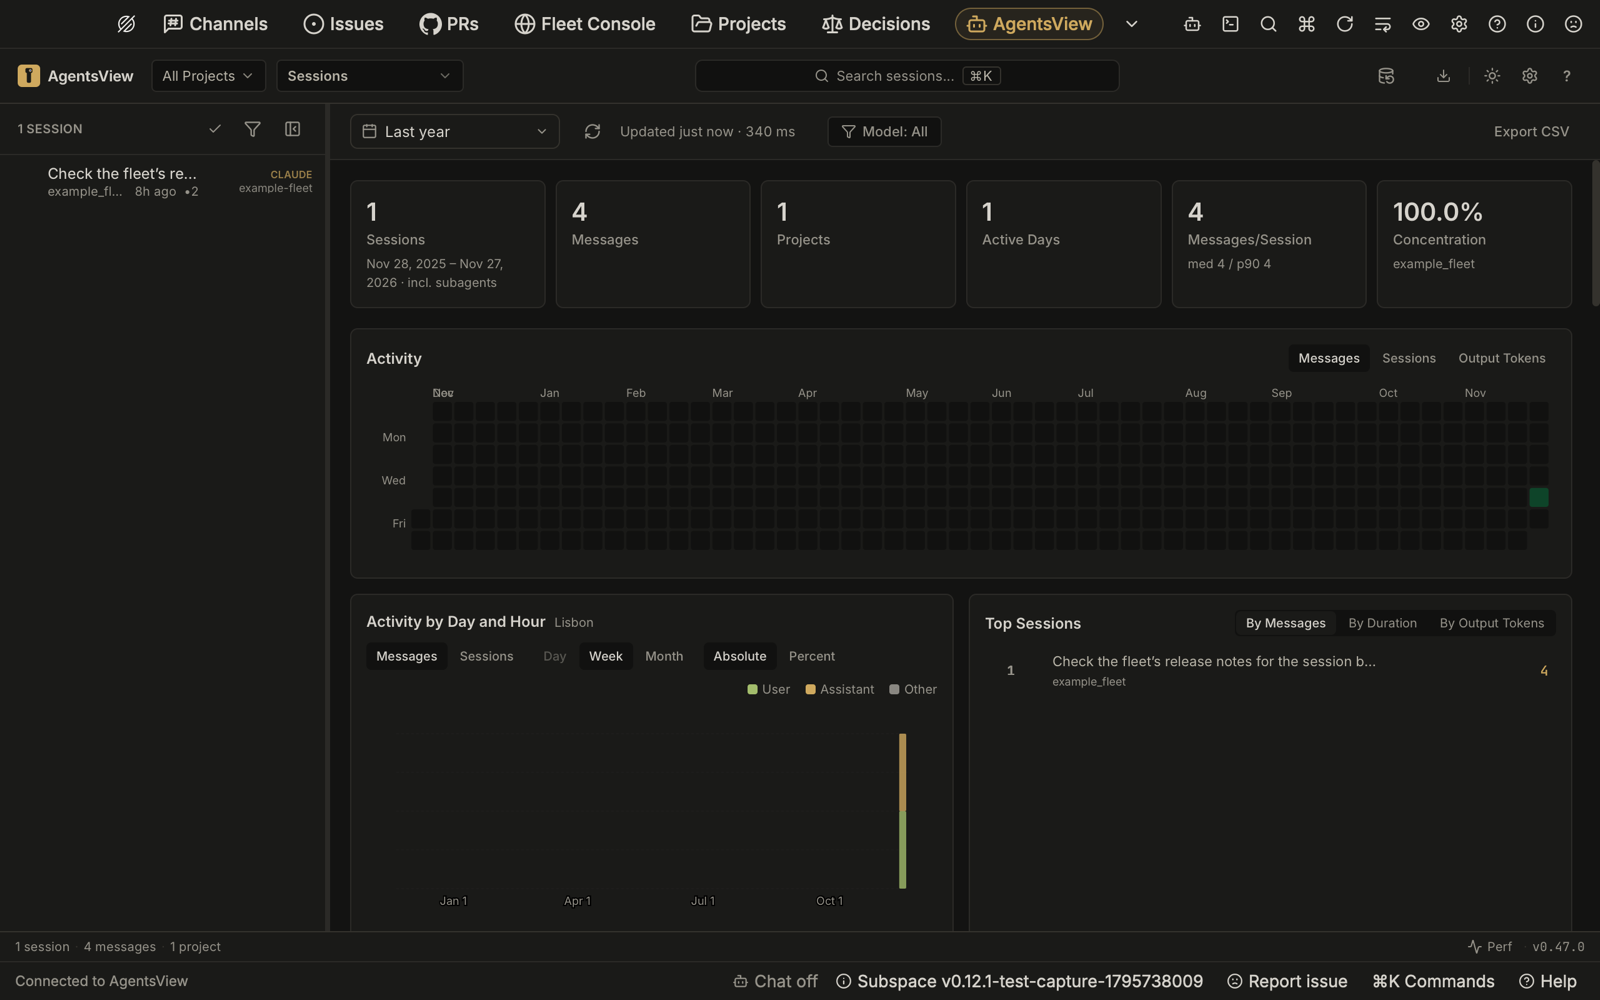 Channels Issues PRs Fleet Console Projects Decisions AgentsView
AgentsView All Projects Sessions Search sessions... ⌘K ?
1 SESSION
Last year Updated just now · 340 ms Model: All Export CSV
Check the fleet’s re... CLAUDE
example_fl... 8h ago •2 example-fleet
1
Sessions
Nov 28, 2025 – Nov 27,
2026 · incl. subagents
4
Messages
1
Projects
1
Active Days
4
Messages/Session
med 4 / p90 4
100.0%
Concentration
example_fleet
Activity Messages Sessions Output Tokens
Jan Feb Mar Apr May Jun Jul Aug Sep Oct Nov
Mon
Wed
Fri
Activity by Day and Hour Lisbon
Messages Sessions Day Week Month Absolute Percent
User Assistant Other
Jan 1 Apr 1 Jul 1 Oct 1
Top Sessions By Messages By Duration By Output Tokens
1 Check the fleet’s release notes for the session b... 4
example_fleet
1 session · 4 messages · 1 project Perf · v0.47.0
Connected to AgentsView Chat off Subspace v0.12.1-test-capture-1795738009 Report issue ⌘K Commands Help